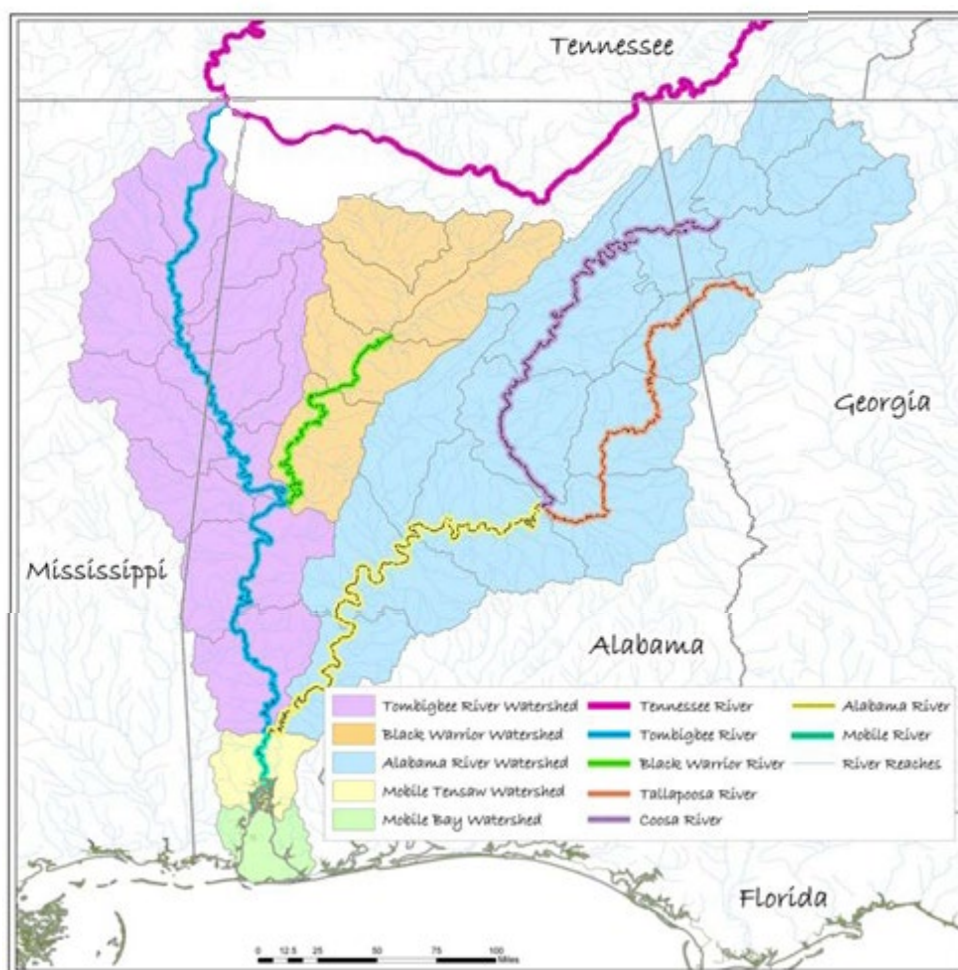 Tennessee
Georgia
Mississippi
Alabama
Tombigbee River Watershed
Black Warrior Watershed
Alabama River Watershed
Mobile Tensaw Watershed
Mobile Bay Watershed
Tennessee River
Tombigbee River
Black Warrior River
Tallapoosa River
Coosa River
Alabama River
Mobile River
River Reaches
Florida
0 12.5 25 50 75 100
Miles